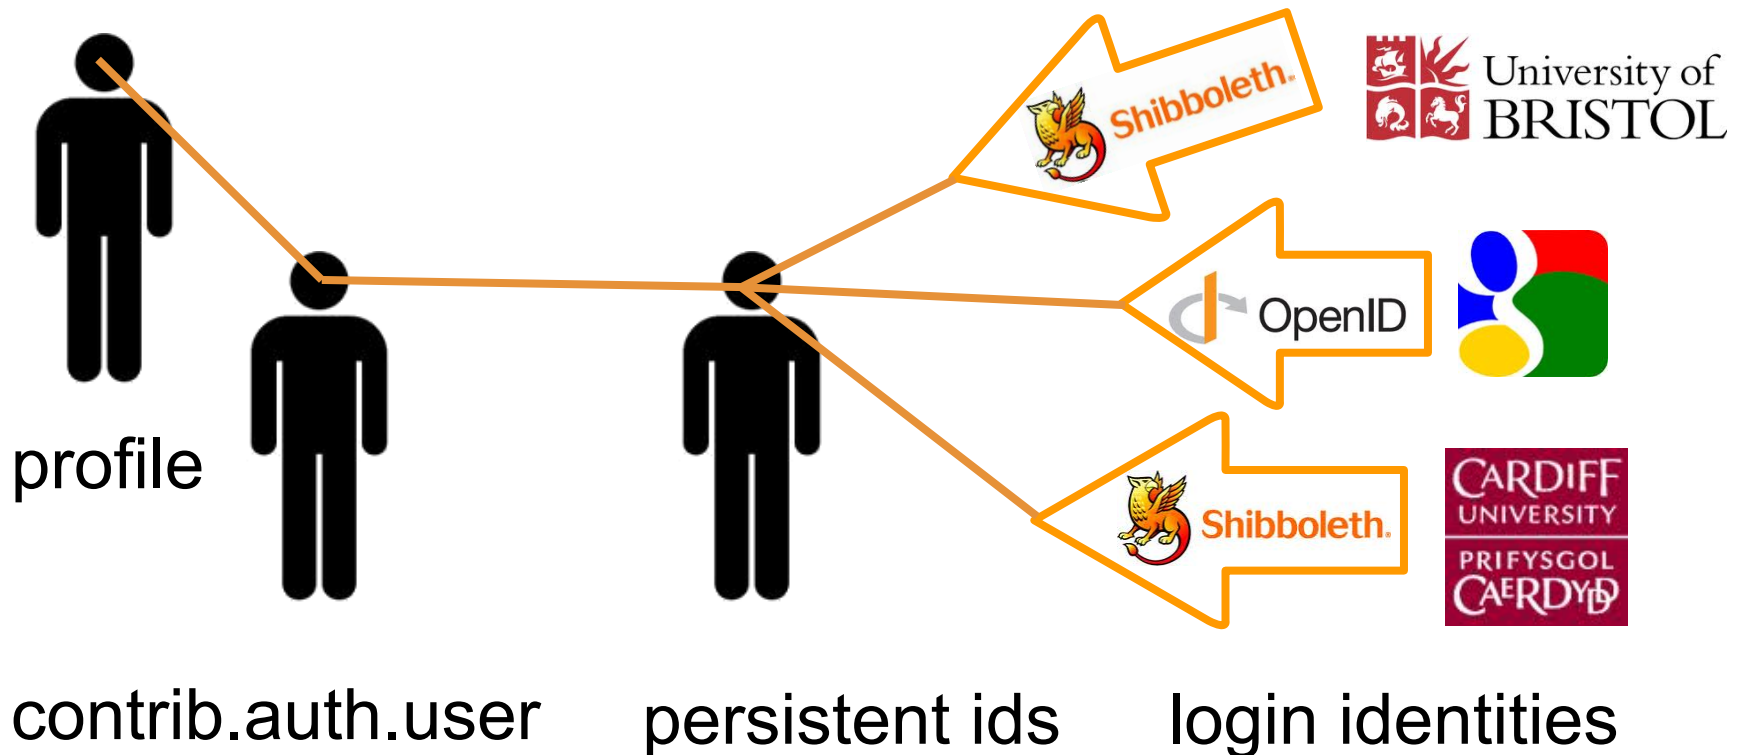 Shibboleth.
University of
BRISTOL
OpenID
profile
Shibboleth.
CARDIFF
UNIVERSITY
PRIFYSGOL
CAERDYDD
contrib.auth.user
persistent ids
login identities